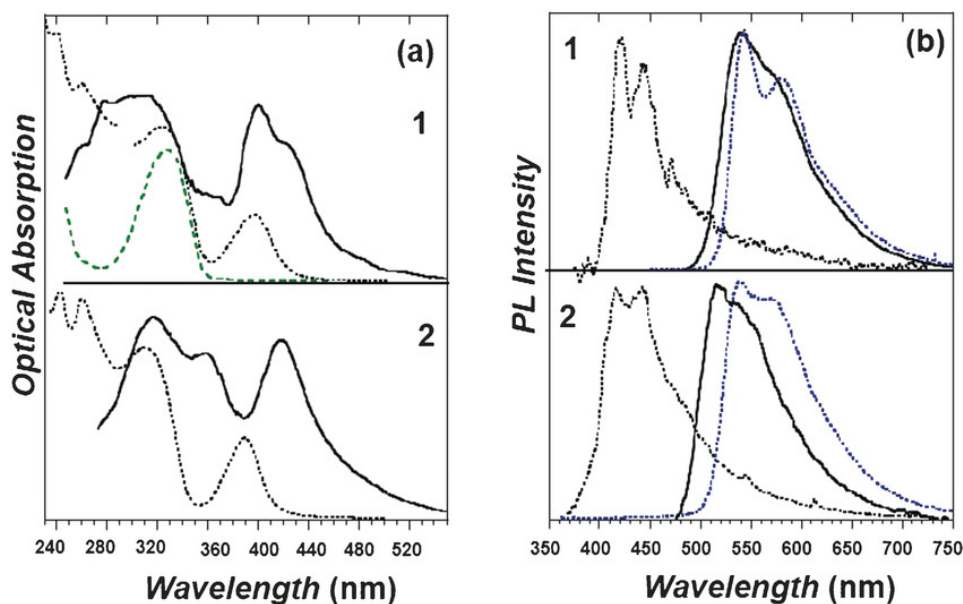 (a)
1
2
Optical Absorption
240 280 320 360 400 440 480 520
Wavelength (nm)
(b)
1
2
PL Intensity
350 400 450 500 550 600 650 700 750
Wavelength (nm)